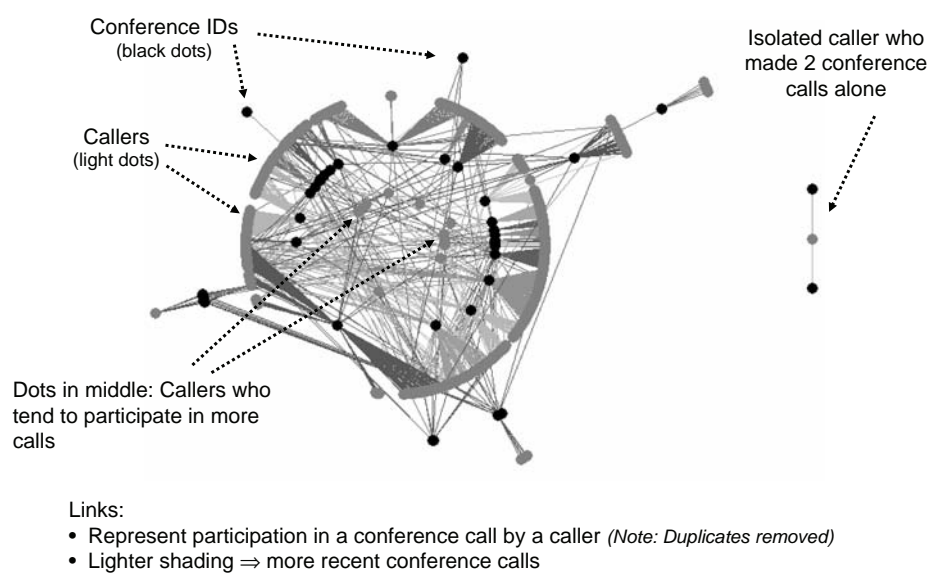 Conference IDs
(black dots)
Isolated caller who
made 2 conference
calls alone
Callers
(light dots)
Dots in middle: Callers who
tend to participate in more
calls
Links:
• Represent participation in a conference call by a caller (Note: Duplicates removed)
• Lighter shading ⇒ more recent conference calls